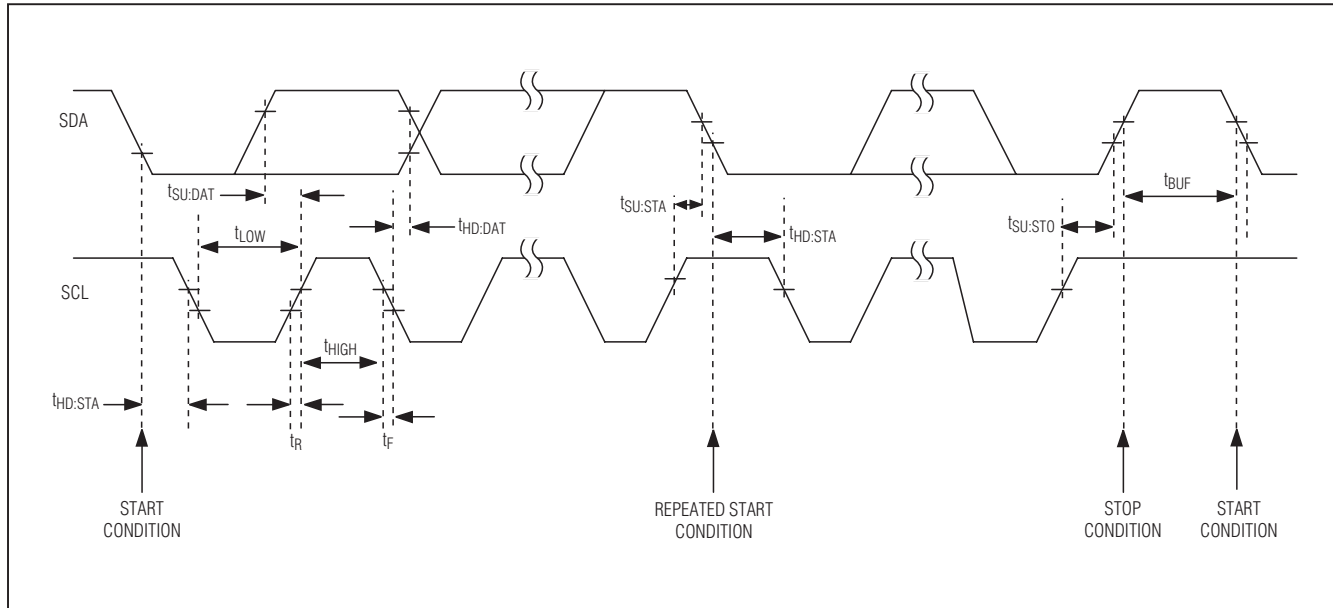 SDA
tSU:DAT
tLOW
tHD:DAT
tSU:STA
tHD:STA
tSU:STO
tBUF
SCL
tHIGH
tHD:STA
tR
tF
START
CONDITION
REPEATED START
CONDITION
STOP
CONDITION
START
CONDITION